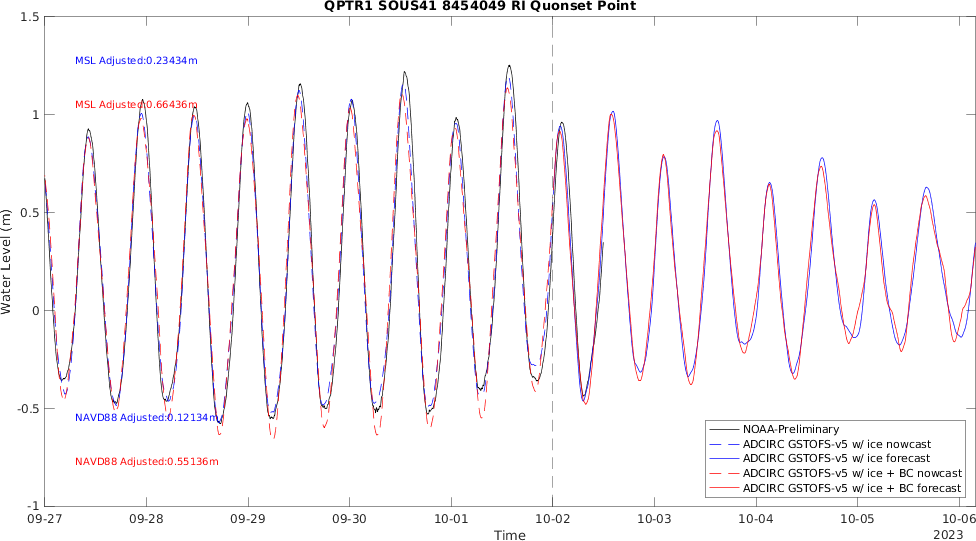 QPTR1 SOUS41 8454049 RI Quonset Point
1.5
MSL Adjusted:0.23434m
MSL Adjusted:0.66436m
1
0.5
Water Level (m)
0
-0.5
NAVD88 Adjusted:0.12134m
NAVD88 Adjusted:0.55136m
NOAA-Preliminary
ADCIRC GSTOFS-v5 w/ ice nowcast
ADCIRC GSTOFS-v5 w/ ice forecast
ADCIRC GSTOFS-v5 w/ ice + BC nowcast
ADCIRC GSTOFS-v5 w/ ice + BC forecast
-1
09-27 09-28 09-29 09-30 10-01 10-02 10-03 10-04 10-05 10-06
Time
2023